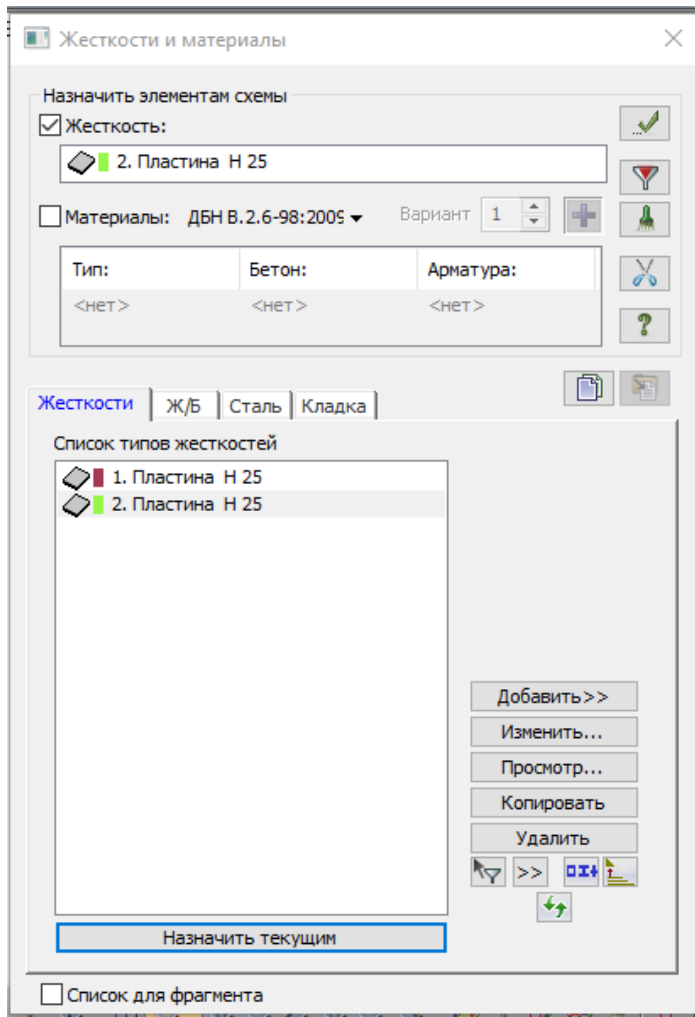 Жесткости и материалы
Назначить элементам схемы
Жесткость:
2. Пластина H 25
Материалы: ДБН В.2.6-98:2009 Вариант 1
Тип: Бетон: Арматура:
<нет> <нет> <нет>
Жесткости Ж/Б Сталь Кладка
Список типов жесткостей
1. Пластина H 25
2. Пластина H 25
Добавить>>
Изменить...
Просмотр...
Копировать
Удалить
>>
Назначить текущим
Список для фрагмента